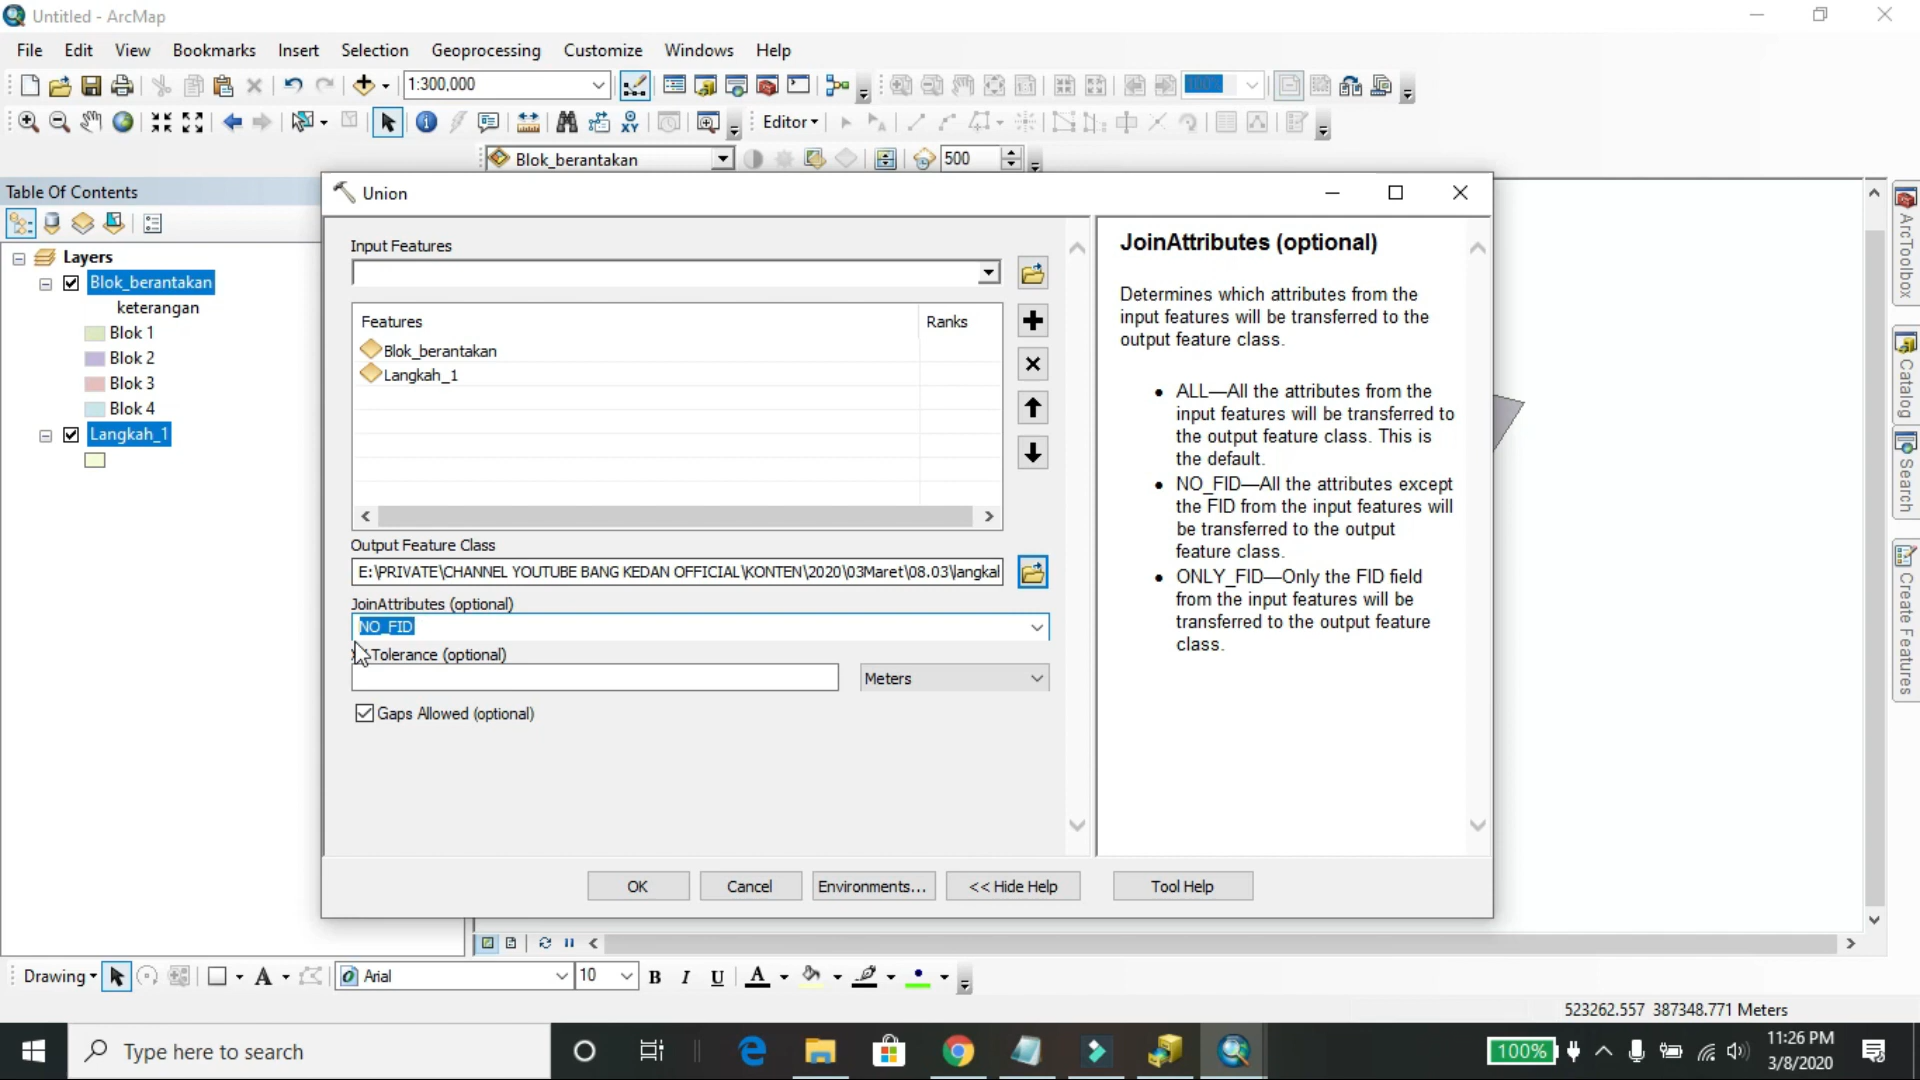 Untitled - ArcMap
File Edit View Bookmarks Insert Selection Geoprocessing Customize Windows Help
1:300,000
Editor
Blok_berantakan 500
Table Of Contents
Layers
Blok_berantakan
keterangan
Blok 1
Blok 2
Blok 3
Blok 4
Langkah_1
Union
Input Features
Features Ranks
Blok_berantakan
Langkah_1
Output Feature Class
E:\PRIVATE\CHANNEL YOUTUBE BANG KEDAN OFFICIAL\KONTEN\2020\03Maret\08.03\langkal
JoinAttributes (optional)
NO_FID
Tolerance (optional)
Meters
Gaps Allowed (optional)
OK Cancel Environments... << Hide Help Tool Help
JoinAttributes (optional)
Determines which attributes from the
input features will be transferred to the
output feature class.
• ALL—All the attributes from the
input features will be transferred to
the output feature class. This is
the default.
• NO_FID—All the attributes except
the FID from the input features will
be transferred to the output
feature class.
• ONLY_FID—Only the FID field
from the input features will be
transferred to the output feature
class.
ArcToolbox
Catalog
Search
Create Features
Drawing A Arial 10 B I U A
523262.557 387348.771 Meters
Type here to search
100%
11:26 PM
3/8/2020